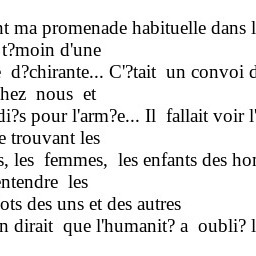 nt ma promenade habituelle dans l
t?moin d'une
e d?chirante... C'?tait un convoi d
chez nous et
di?s pour l'arm?e... Il fallait voir l'
e trouvant les
s, les femmes, les enfants des hor
entendre les
ots des uns et des autres
n dirait que l'humanit? a oubli? l